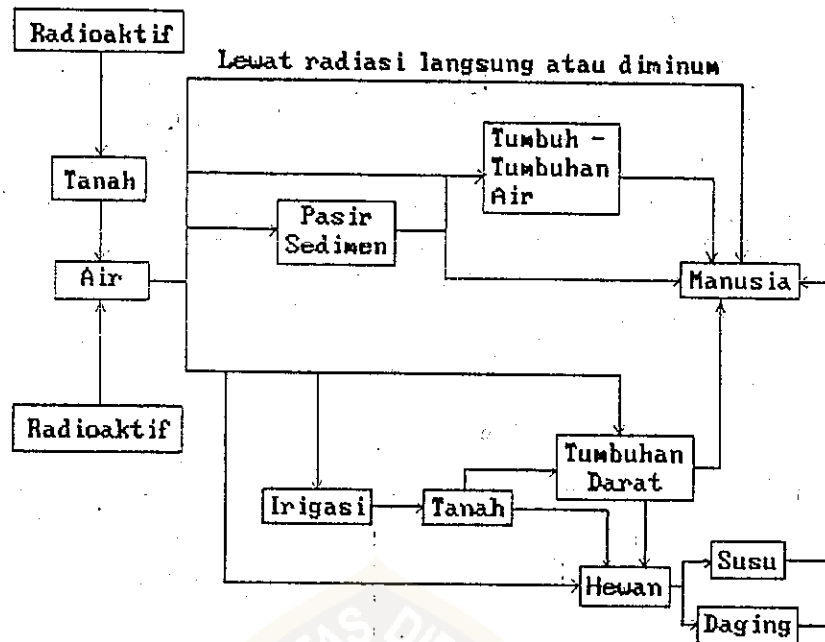 Radioaktif
Lewat radiasi langsung atau diminum
Tumbuh -
Tumbuhan
Air
Tanah
Pasir
Sedimen
Air
Manusia
Radioaktif
Tumbuhan
Darat
Irigasi
Tanah
Hewan
Susu
Daging